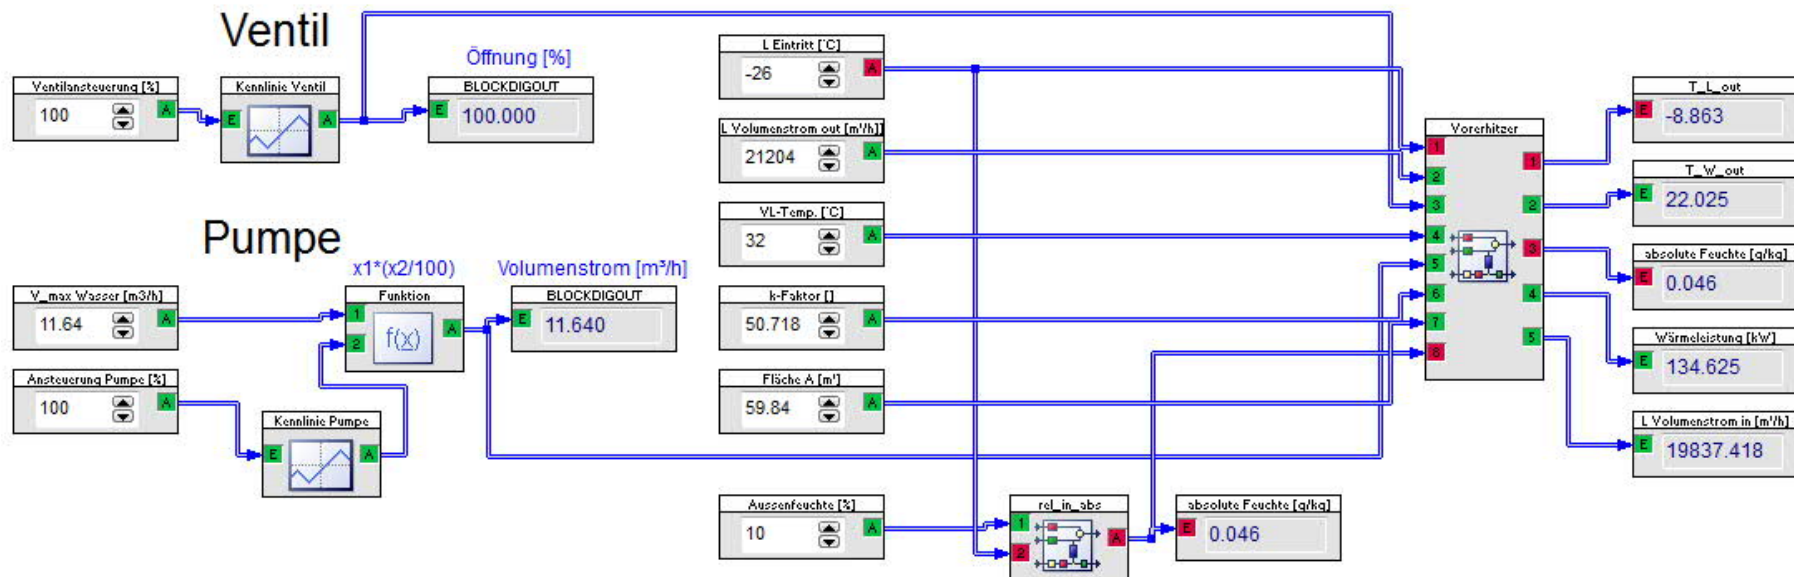 Ventil
Öffnung [%]
Ventilansteuerung [%]
100
A
Kennlinie Ventil
E
A
BLOCKDIGOUT
E
100.000
Pumpe
x1*(x2/100)
Volumenstrom [m³/h]
V_max Wasser [m3/h]
11.64
A
Funktion
1
2
f(x)
A
BLOCKDIGOUT
E
11.640
Ansteuerung Pumpe [%]
100
A
Kennlinie Pumpe
E
A
L Eintritt [°C]
-26
A
L Volumenstrom out [m³/h]]
21204
A
VL-Temp. [°C]
32
A
k-Faktor []
50.718
A
Fläche A [m²]
59.84
A
Aussenfeuchte [%]
10
A
rel_in_abs
1
2
A
absolute Feuchte [g/kg]
E
0.046
Vorerhitzer
1
2
3
4
5
6
7
8
1
2
3
4
5
T_L_out
E
-8.863
T_W_out
E
22.025
absolute Feuchte [g/kg]
E
0.046
Wärmeleistung [kW]
E
134.625
L Volumenstrom in [m³/h]
E
19837.418